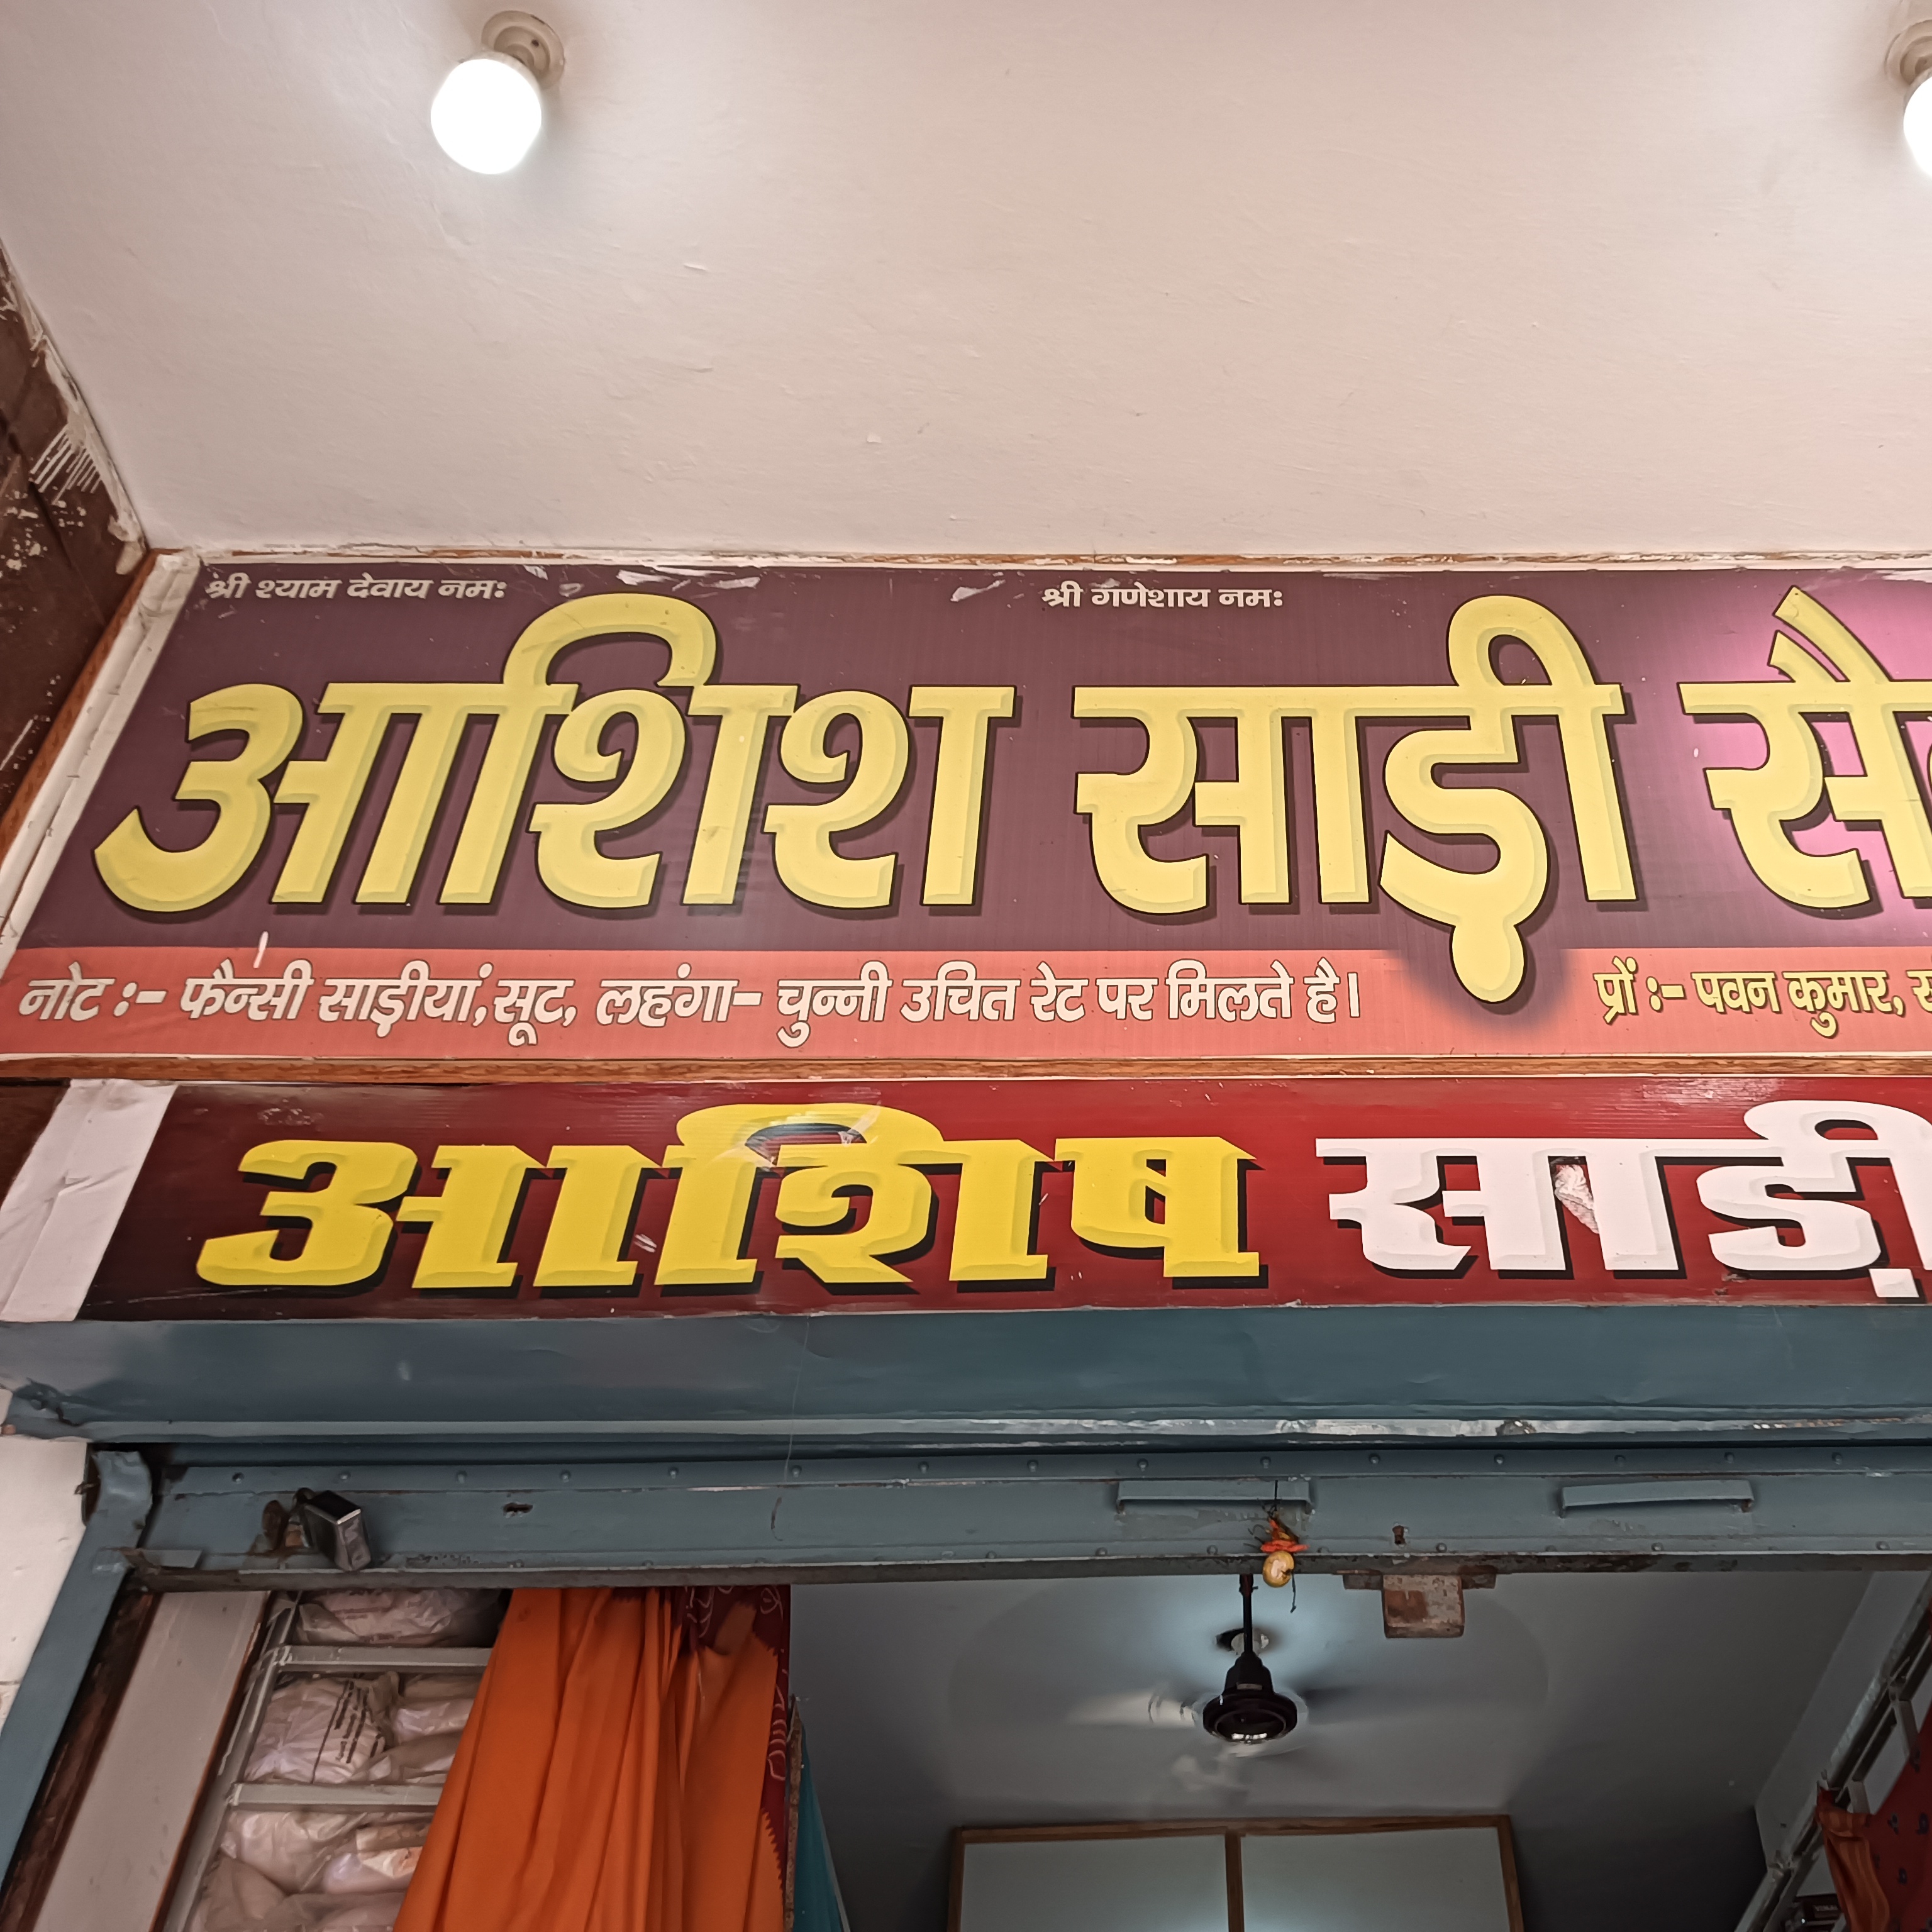 श्री श्याम देवाय नमः श्री गणेशाय नमः
आशिश साड़ी
नोट :- फैन्सी साड़ीयां,सूट, लहंगा- चुन्नी उचित रेट पर मिलते है। प्रों :- पवन कुमार,
आशिष साड़ी